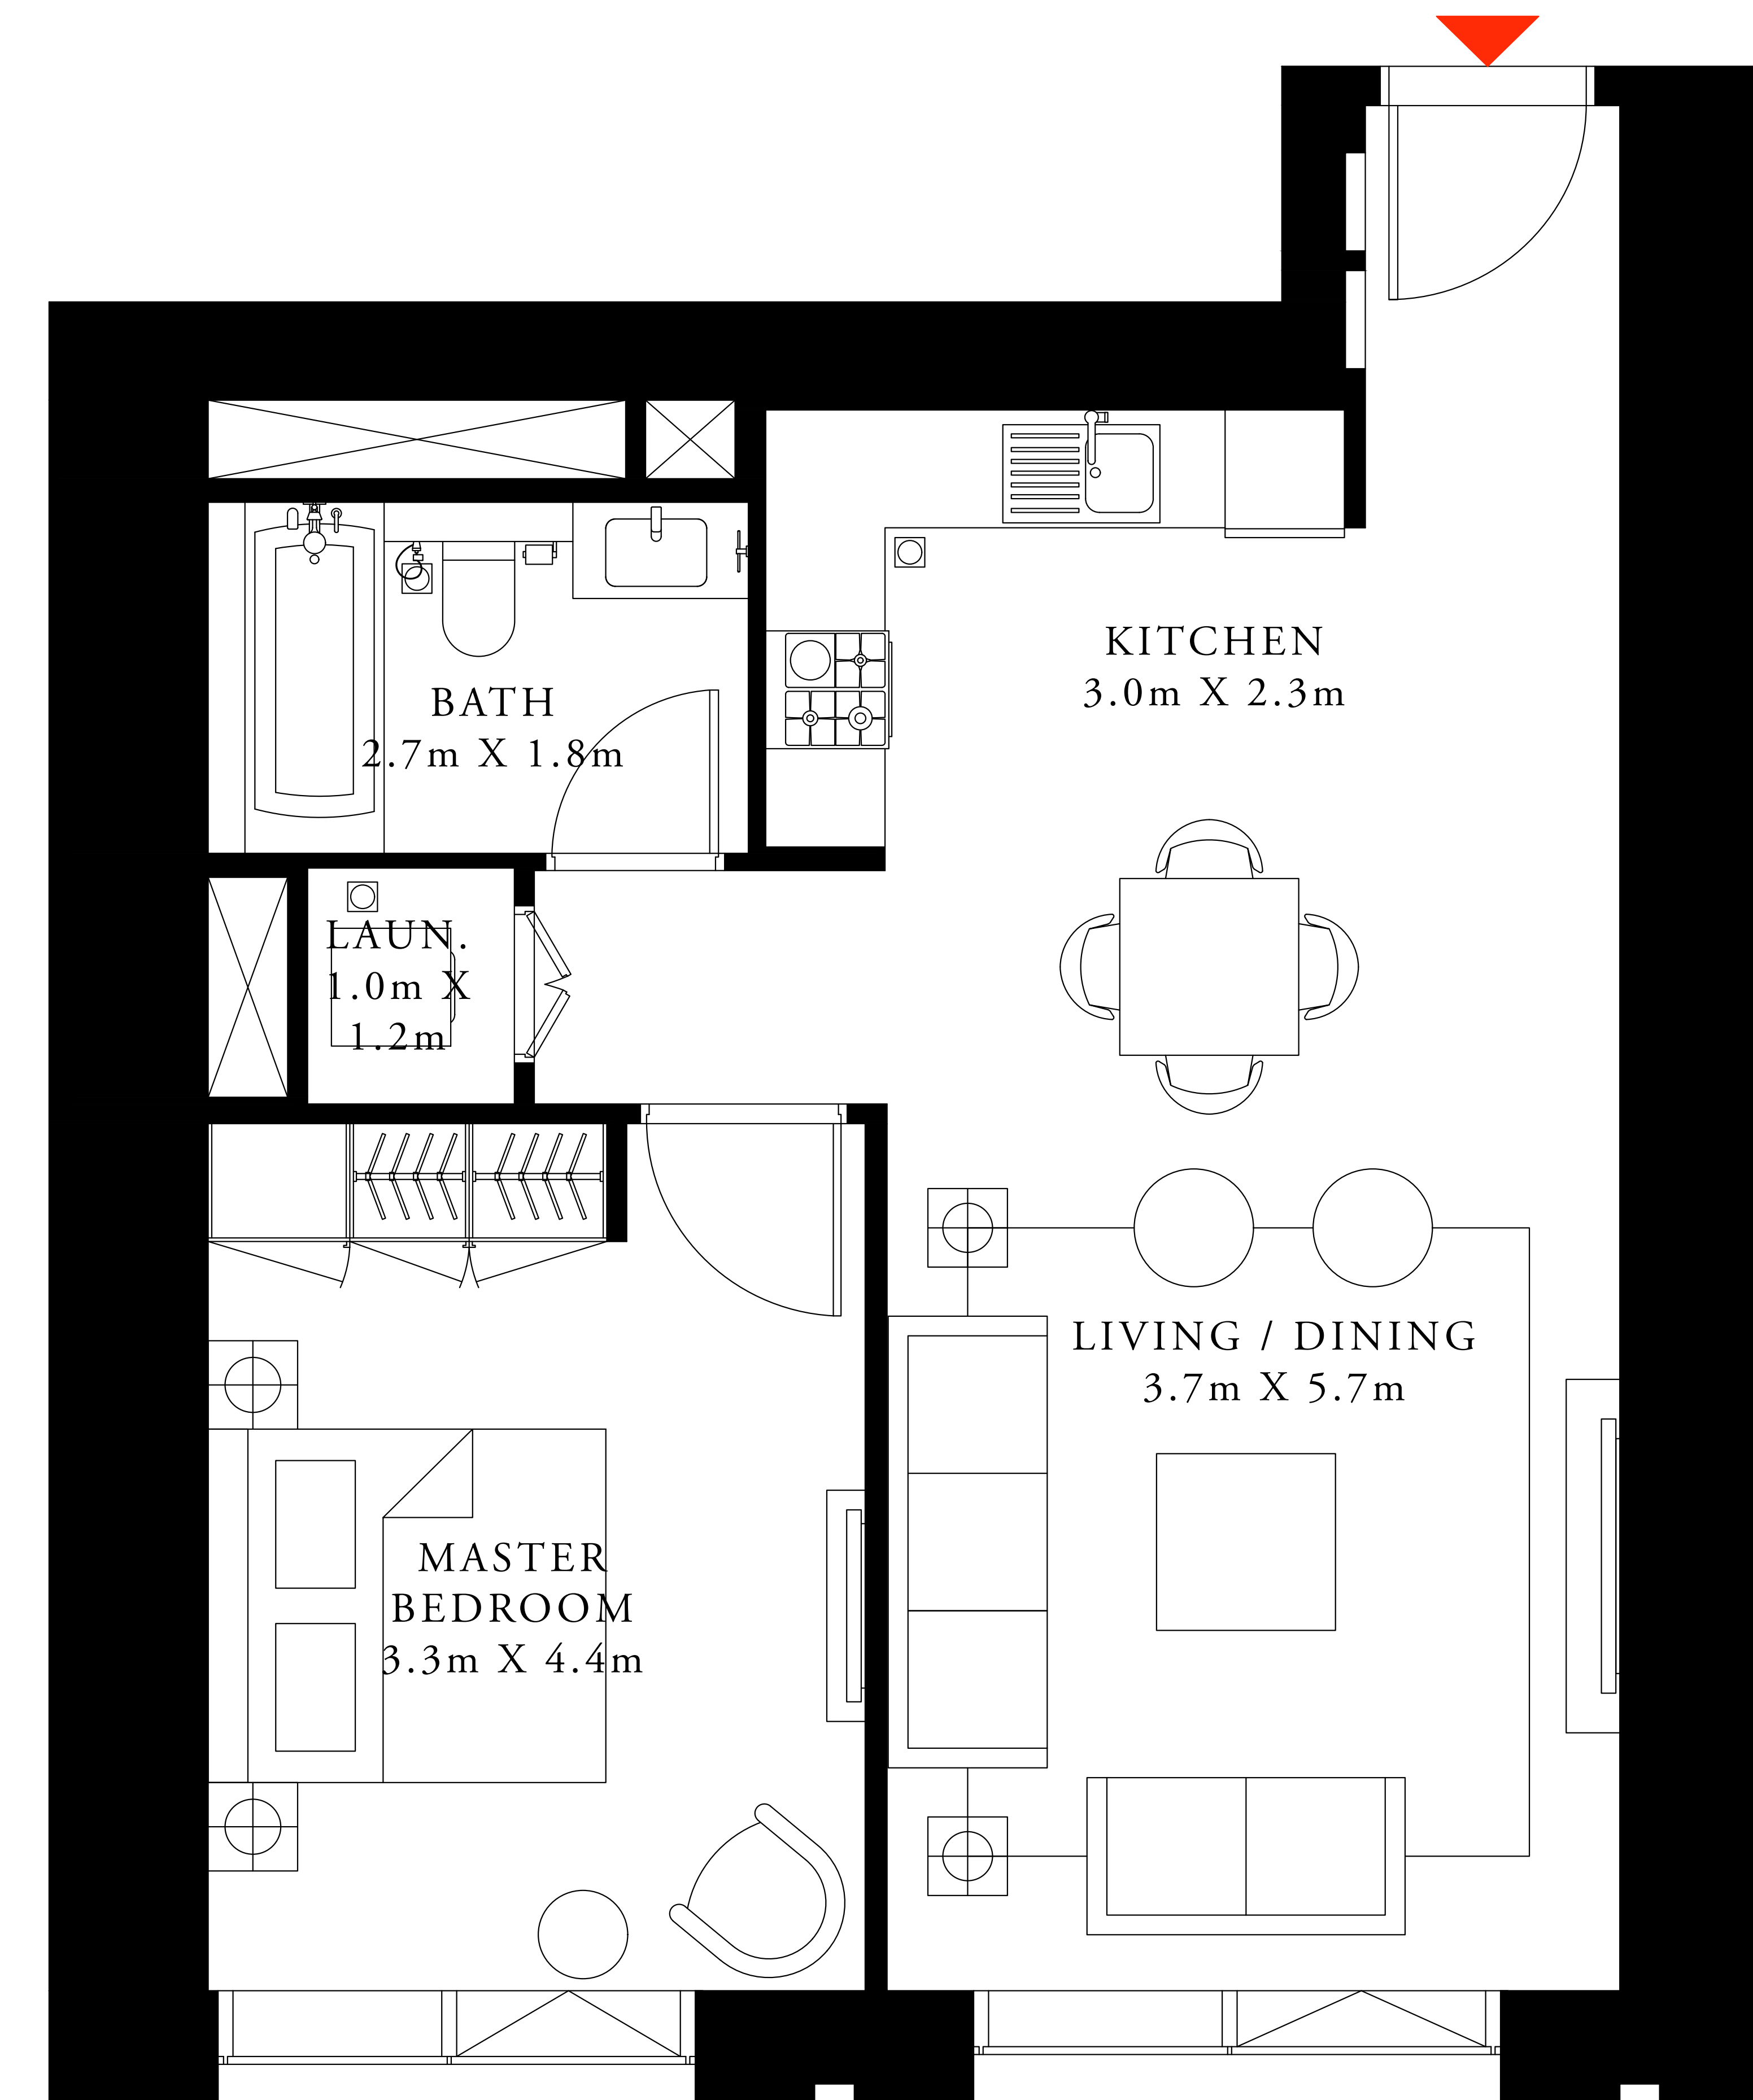 KITCHEN
3.0m X 2.3m
BATH
2.7m X 1.8m
LAUN.
1.0m X
1.2m
LIVING / DINING
3.7m X 5.7m
MASTER
BEDROOM
3.3m X 4.4m